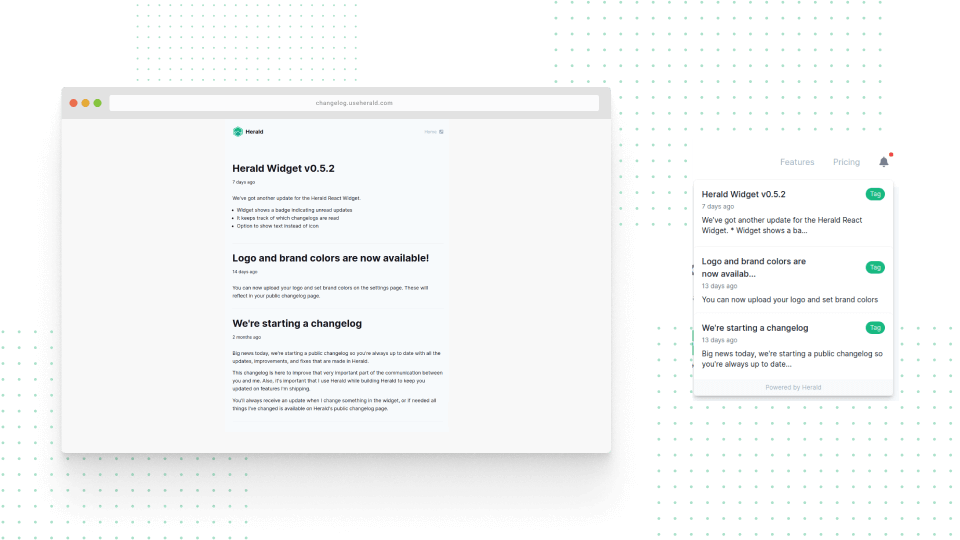 changelog.useherald.com
Herald
Home
Herald Widget v0.5.2
7 days ago
We've got another update for the Herald React Widget.
• Widget shows a badge indicating unread updates
• It keeps track of which changelogs are read
• Option to show text instead of icon
Logo and brand colors are now available!
14 days ago
You can now upload your logo and set brand colors on the settings page. These will
reflect in your public changelog page.
We're starting a changelog
2 months ago
Big news today, we're starting a public changelog so you're always up to date with all the
updates, improvements, and fixes that are made in Herald.
This changelog is here to improve that very important part of the communication between
you and me. Also, it's important that I use Herald while building Herald to keep you
updated on features I'm shipping.
You'll always receive an update when I change something in the widget, or if needed all
things I've changed is available on Herald's public changelog page.
Features Pricing
Herald Widget v0.5.2 Tag
7 days ago
We've got another update for the Herald React
Widget. * Widget shows a ba...
Logo and brand colors are
now availab... Tag
13 days ago
You can now upload your logo and set brand colors
We're starting a changelog Tag
13 days ago
Big news today, we're starting a public changelog so
you're always up to date...
Powered by Herald